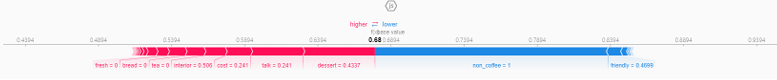 js
higher ⇄ lower
f(x) base value
0.4394 0.4894 0.5394 0.5894 0.6394 0.68 0.6894 0.7394 0.7894 0.8394 0.8894 0.9394
fresh = 0 bread = 0 tea = 0 interior = 0.506 cost = 0.241 talk = 0.241 dessert = 0.4337 non_coffee = 1 friendly = 0.4699